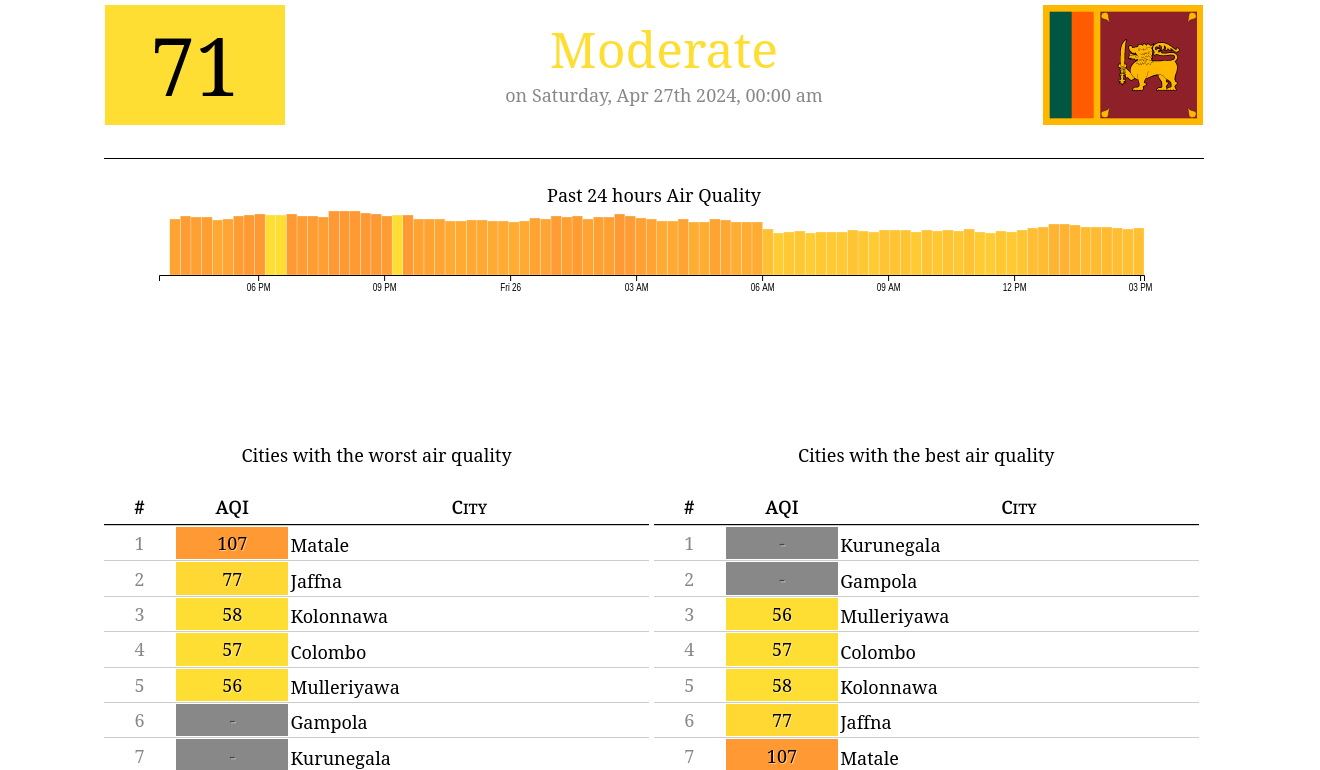 71
Moderate
on Saturday, Apr 27th 2024, 00:00 am
Past 24 hours Air Quality
06 PM 09 PM Fri 26 03 AM 06 AM 09 AM 12 PM 03 PM
Cities with the worst air quality
# AQI City
1 107 Matale
2 77 Jaffna
3 58 Kolonnawa
4 57 Colombo
5 56 Mulleriyawa
6 - Gampola
7 - Kurunegala
Cities with the best air quality
# AQI City
1 - Kurunegala
2 - Gampola
3 56 Mulleriyawa
4 57 Colombo
5 58 Kolonnawa
6 77 Jaffna
7 107 Matale